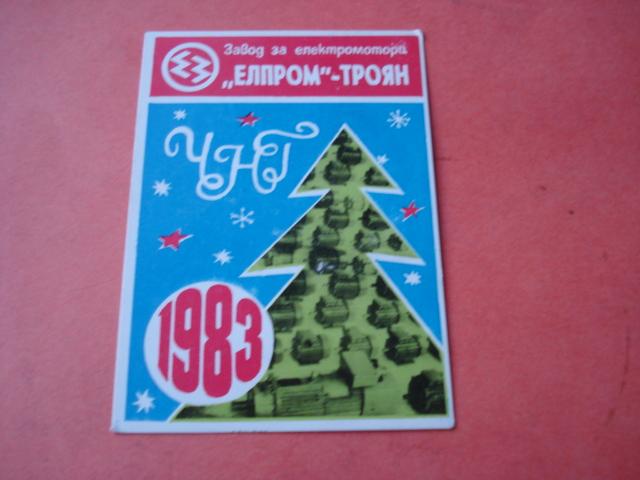 Завод за електромотори
„ЕЛПРОМ“-ТРОЯН
ЧНГ
1983